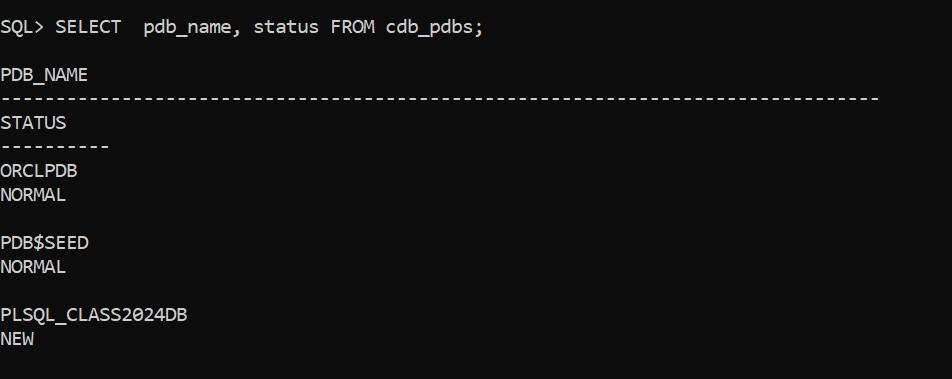 SQL> SELECT  pdb_name, status FROM cdb_pdbs;
PDB_NAME
--------------------------------------------------------------------------------
STATUS
----------
ORCLPDB
NORMAL
PDB$SEED
NORMAL
PLSQL_CLASS2024DB
NEW